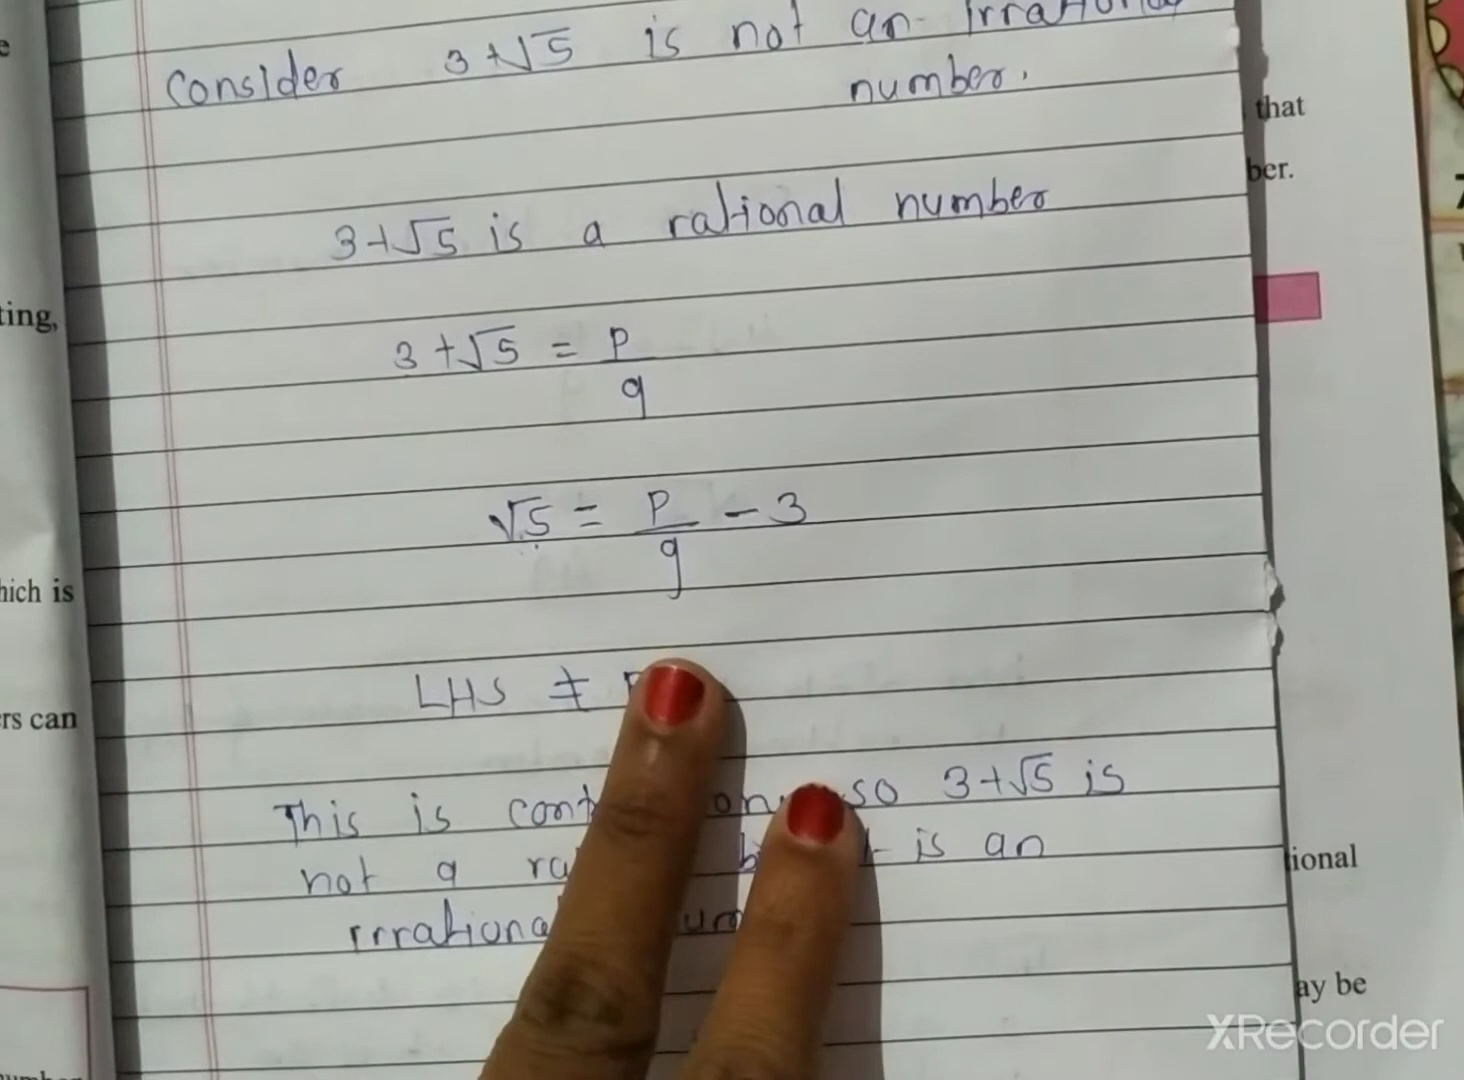 Consider 3+√5 is not an irrational
number.
that
ber.
3+√5 is a rational number
ting,
3+√5 = p
q
√5 = p - 3
q
hich is
LHS ≠
rs can
This is so 3+√5 is
not a is an
ional
ay be
XRecorder